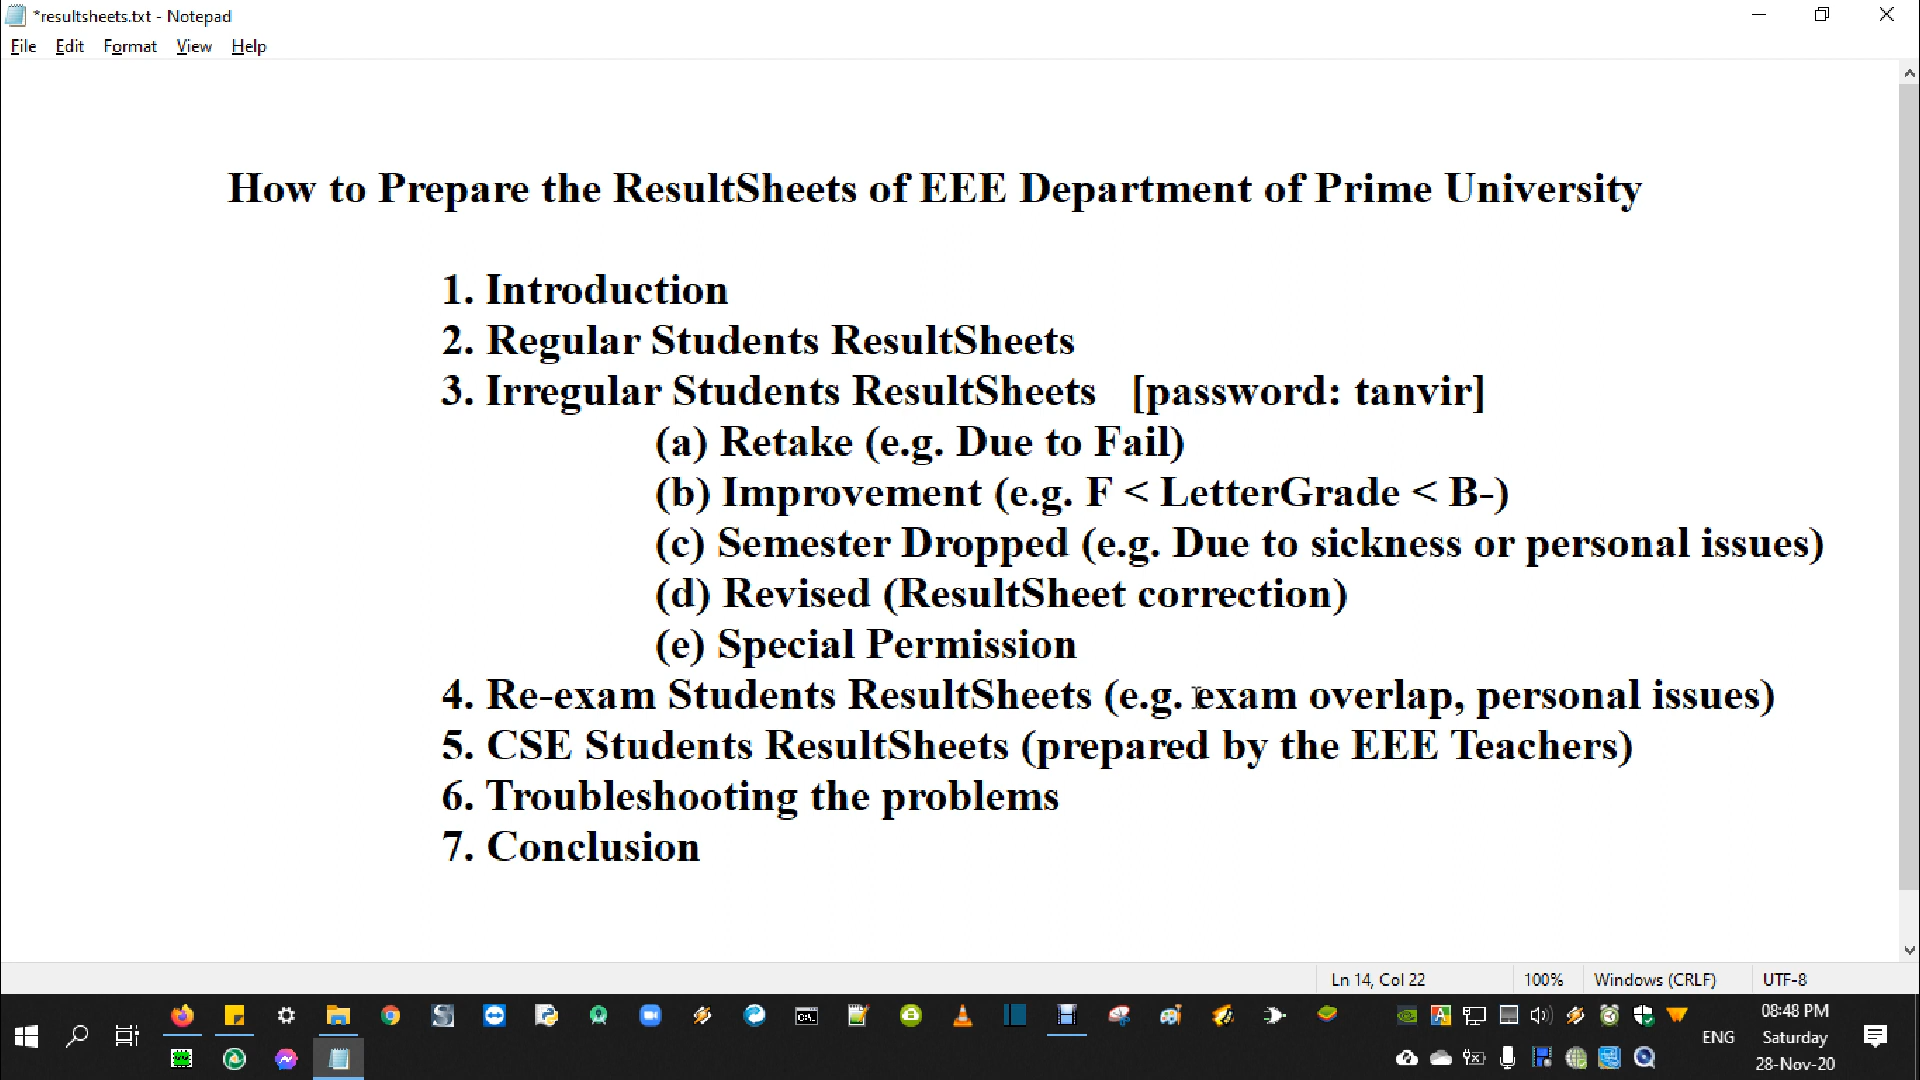 *resultsheets.txt - Notepad
File Edit Format View Help
How to Prepare the ResultSheets of EEE Department of Prime University
1. Introduction
2. Regular Students ResultSheets
3. Irregular Students ResultSheets [password: tanvir]
(a) Retake (e.g. Due to Fail)
(b) Improvement (e.g. F < LetterGrade < B-)
(c) Semester Dropped (e.g. Due to sickness or personal issues)
(d) Revised (ResultSheet correction)
(e) Special Permission
4. Re-exam Students ResultSheets (e.g. exam overlap, personal issues)
5. CSE Students ResultSheets (prepared by the EEE Teachers)
6. Troubleshooting the problems
7. Conclusion
Ln 14, Col 22 100% Windows (CRLF) UTF-8
08:48 PM
ENG Saturday
28-Nov-20